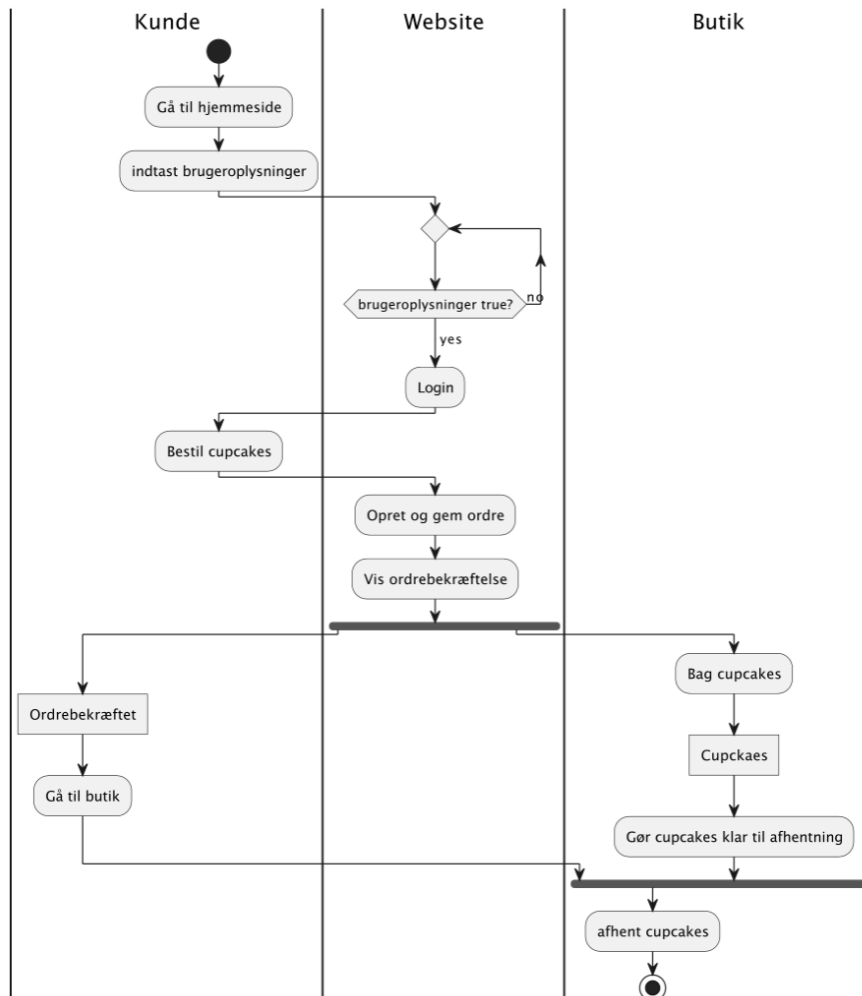 Kunde
Website
Butik
Gå til hjemmeside
indtast brugeroplysninger
brugeroplysninger true?
no
yes
Login
Bestil cupcakes
Opret og gem ordre
Vis ordrebekræftelse
Bag cupcakes
Ordrebekræftet
Cupckaes
Gå til butik
Gør cupcakes klar til afhentning
afhent cupcakes